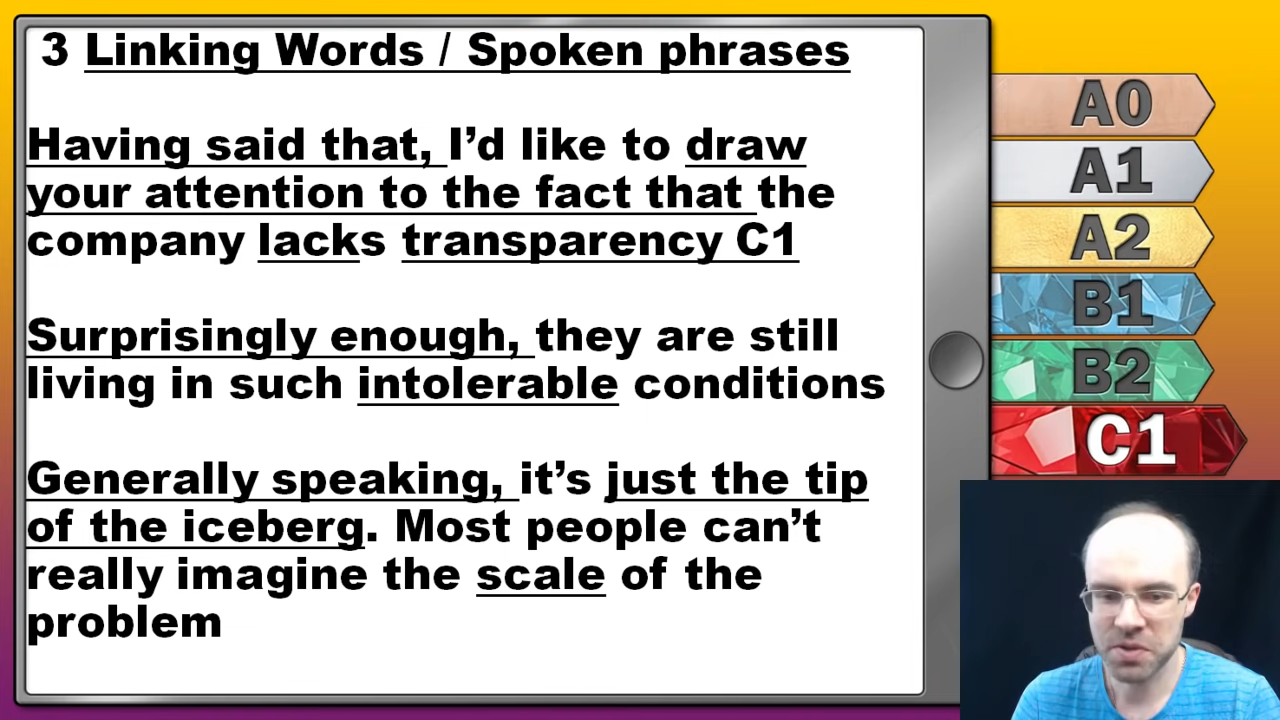 3 Linking Words / Spoken phrases
Having said that, I’d like to draw
your attention to the fact that the
company lacks transparency C1
Surprisingly enough, they are still
living in such intolerable conditions
Generally speaking, it’s just the tip
of the iceberg. Most people can’t
really imagine the scale of the
problem
A0
A1
A2
B1
B2
C1